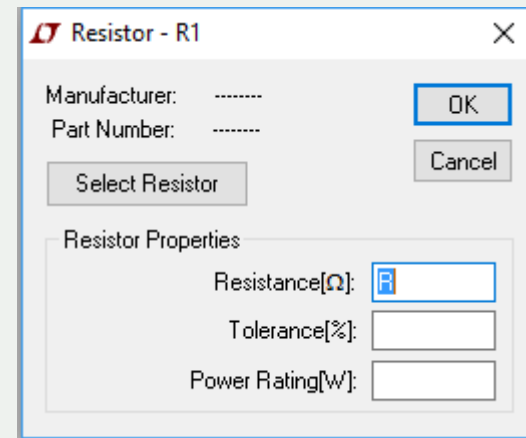 Resistor - R1
Manufacturer: --------
OK
Part Number: --------
Cancel
Select Resistor
Resistor Properties
Resistance[Ω]: R
Tolerance[%]:
Power Rating[W]: